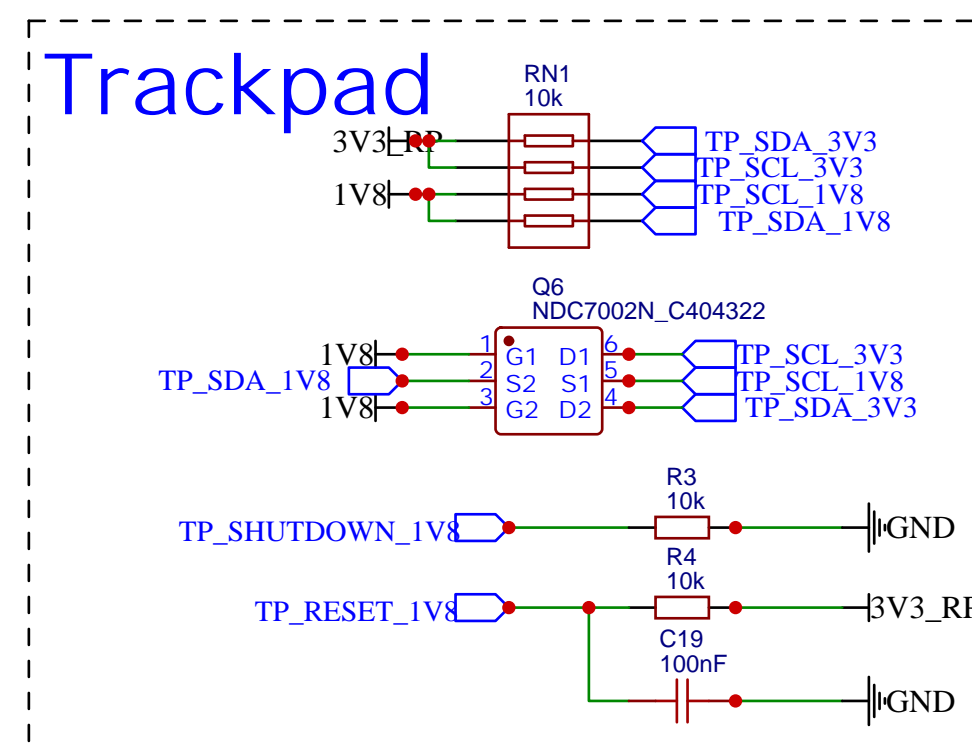 Trackpad
RN1
10k
3V3_RP
TP_SDA_3V3
TP_SCL_3V3
1V8
TP_SCL_1V8
TP_SDA_1V8
Q6
NDC7002N_C404322
1V8
1
G1
D1
6
TP_SCL_3V3
TP_SDA_1V8
2
S2
S1
5
TP_SCL_1V8
1V8
3
G2
D2
4
TP_SDA_3V3
R3
10k
TP_SHUTDOWN_1V8
GND
R4
10k
TP_RESET_1V8
3V3_RP
C19
100nF
GND